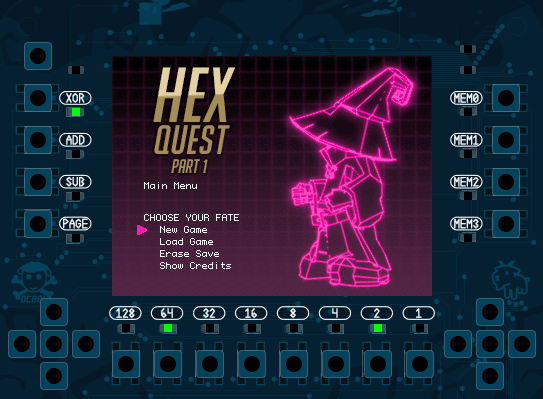 HEX
QUEST
PART 1
Main Menu
CHOOSE YOUR FATE
New Game
Load Game
Erase Save
Show Credits
XOR
ADD
SUB
PAGE
MEM0
MEM1
MEM2
MEM3
128
64
32
16
8
4
2
1